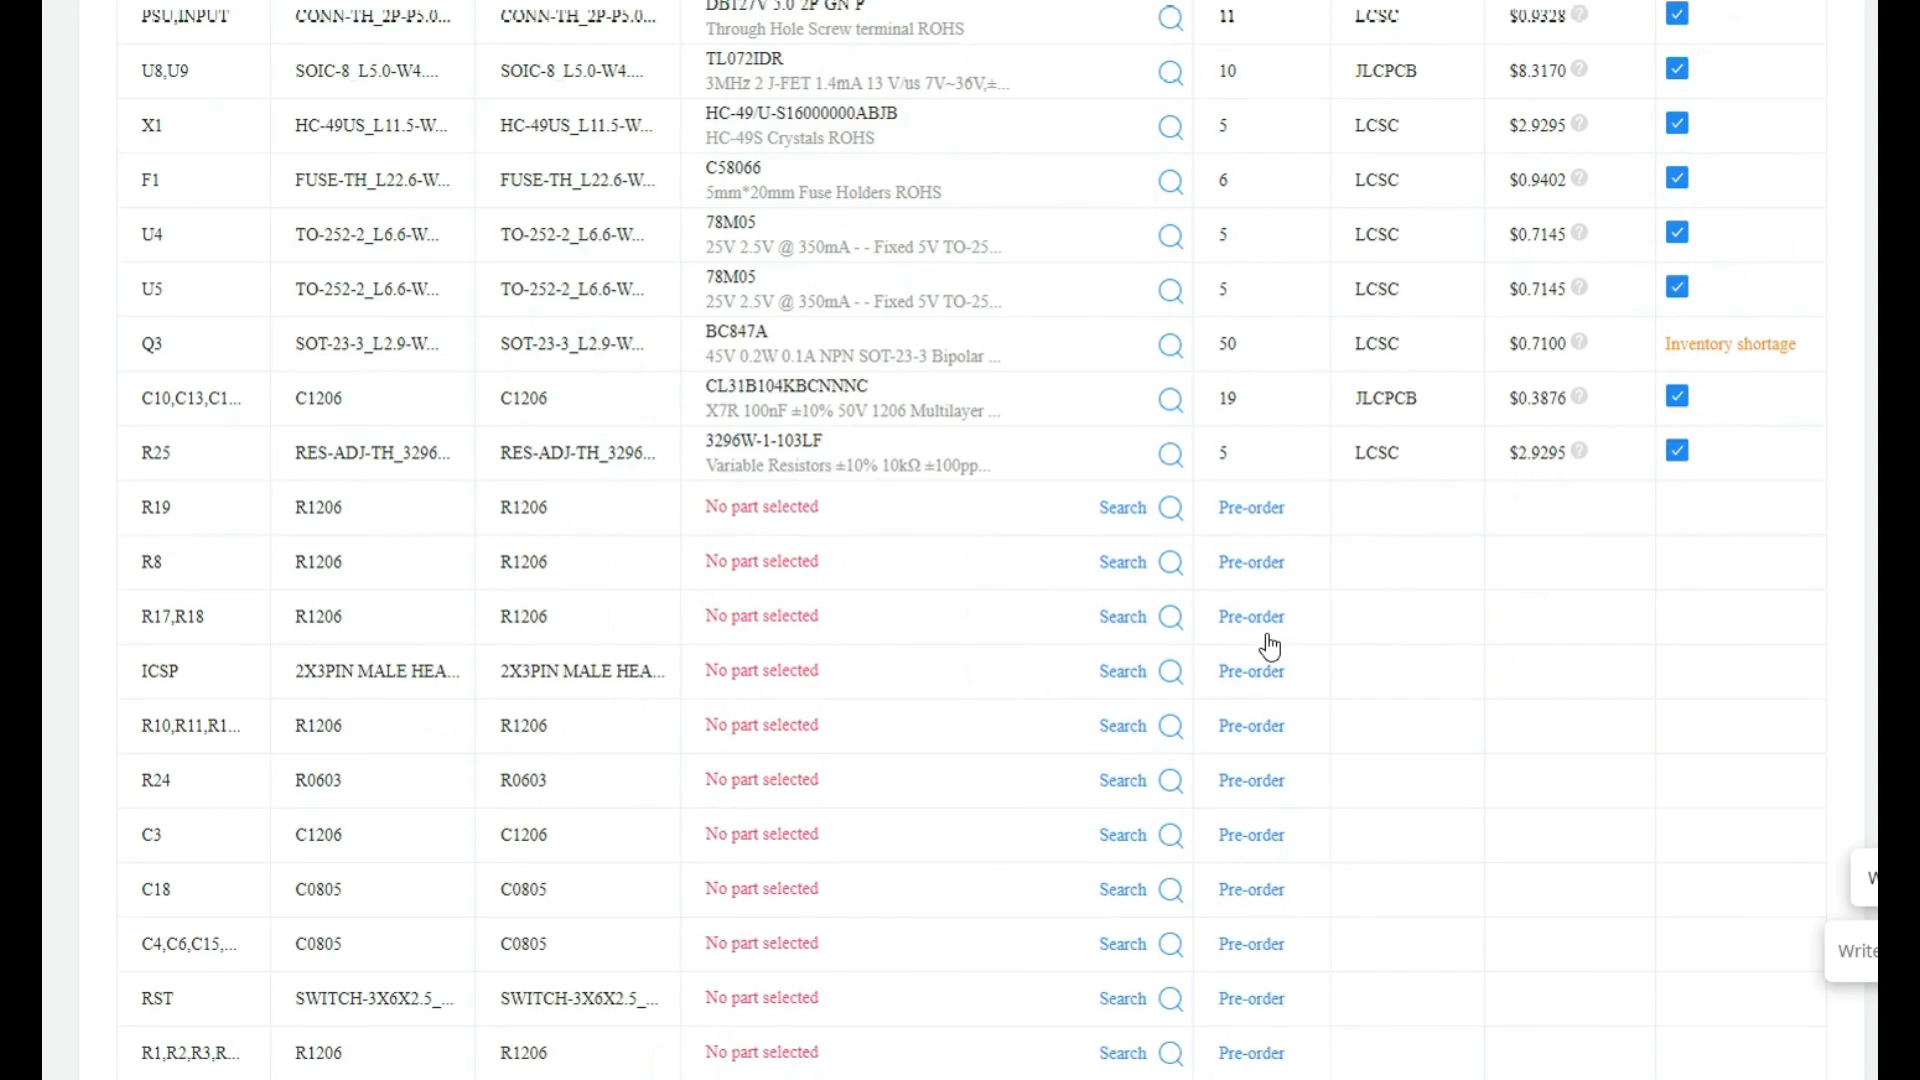 PSU,INPUT CONN-TH_2P-P5.0... CONN-TH_2P-P5.0... DB127V 5.0 2P GN P 11 LCSC $0.9328
Through Hole Screw terminal ROHS
U8,U9 SOIC-8_L5.0-W4.... SOIC-8_L5.0-W4.... TL072IDR 10 JLCPCB $8.3170
3MHz 2 J-FET 1.4mA 13 V/us 7V~36V,±...
X1 HC-49US_L11.5-W... HC-49US_L11.5-W... HC-49/U-S16000000ABJB 5 LCSC $2.9295
HC-49S Crystals ROHS
F1 FUSE-TH_L22.6-W... FUSE-TH_L22.6-W... C58066 6 LCSC $0.9402
5mm*20mm Fuse Holders ROHS
U4 TO-252-2_L6.6-W... TO-252-2_L6.6-W... 78M05 5 LCSC $0.7145
25V 2.5V @ 350mA - - Fixed 5V TO-25...
U5 TO-252-2_L6.6-W... TO-252-2_L6.6-W... 78M05 5 LCSC $0.7145
25V 2.5V @ 350mA - - Fixed 5V TO-25...
Q3 SOT-23-3_L2.9-W... SOT-23-3_L2.9-W... BC847A 50 LCSC $0.7100 Inventory shortage
45V 0.2W 0.1A NPN SOT-23-3 Bipolar ...
C10,C13,C1... C1206 C1206 CL31B104KBCNNNC 19 JLCPCB $0.3876
X7R 100nF ±10% 50V 1206 Multilayer ...
R25 RES-ADJ-TH_3296... RES-ADJ-TH_3296... 3296W-1-103LF 5 LCSC $2.9295
Variable Resistors ±10% 10kΩ ±100pp...
R19 R1206 R1206 No part selected Search Pre-order
R8 R1206 R1206 No part selected Search Pre-order
R17,R18 R1206 R1206 No part selected Search Pre-order
ICSP 2X3PIN MALE HEA... 2X3PIN MALE HEA... No part selected Search Pre-order
R10,R11,R1... R1206 R1206 No part selected Search Pre-order
R24 R0603 R0603 No part selected Search Pre-order
C3 C1206 C1206 No part selected Search Pre-order
C18 C0805 C0805 No part selected Search Pre-order
C4,C6,C15,... C0805 C0805 No part selected Search Pre-order
Write
RST SWITCH-3X6X2.5_... SWITCH-3X6X2.5_... No part selected Search Pre-order
R1,R2,R3,R... R1206 R1206 No part selected Search Pre-order